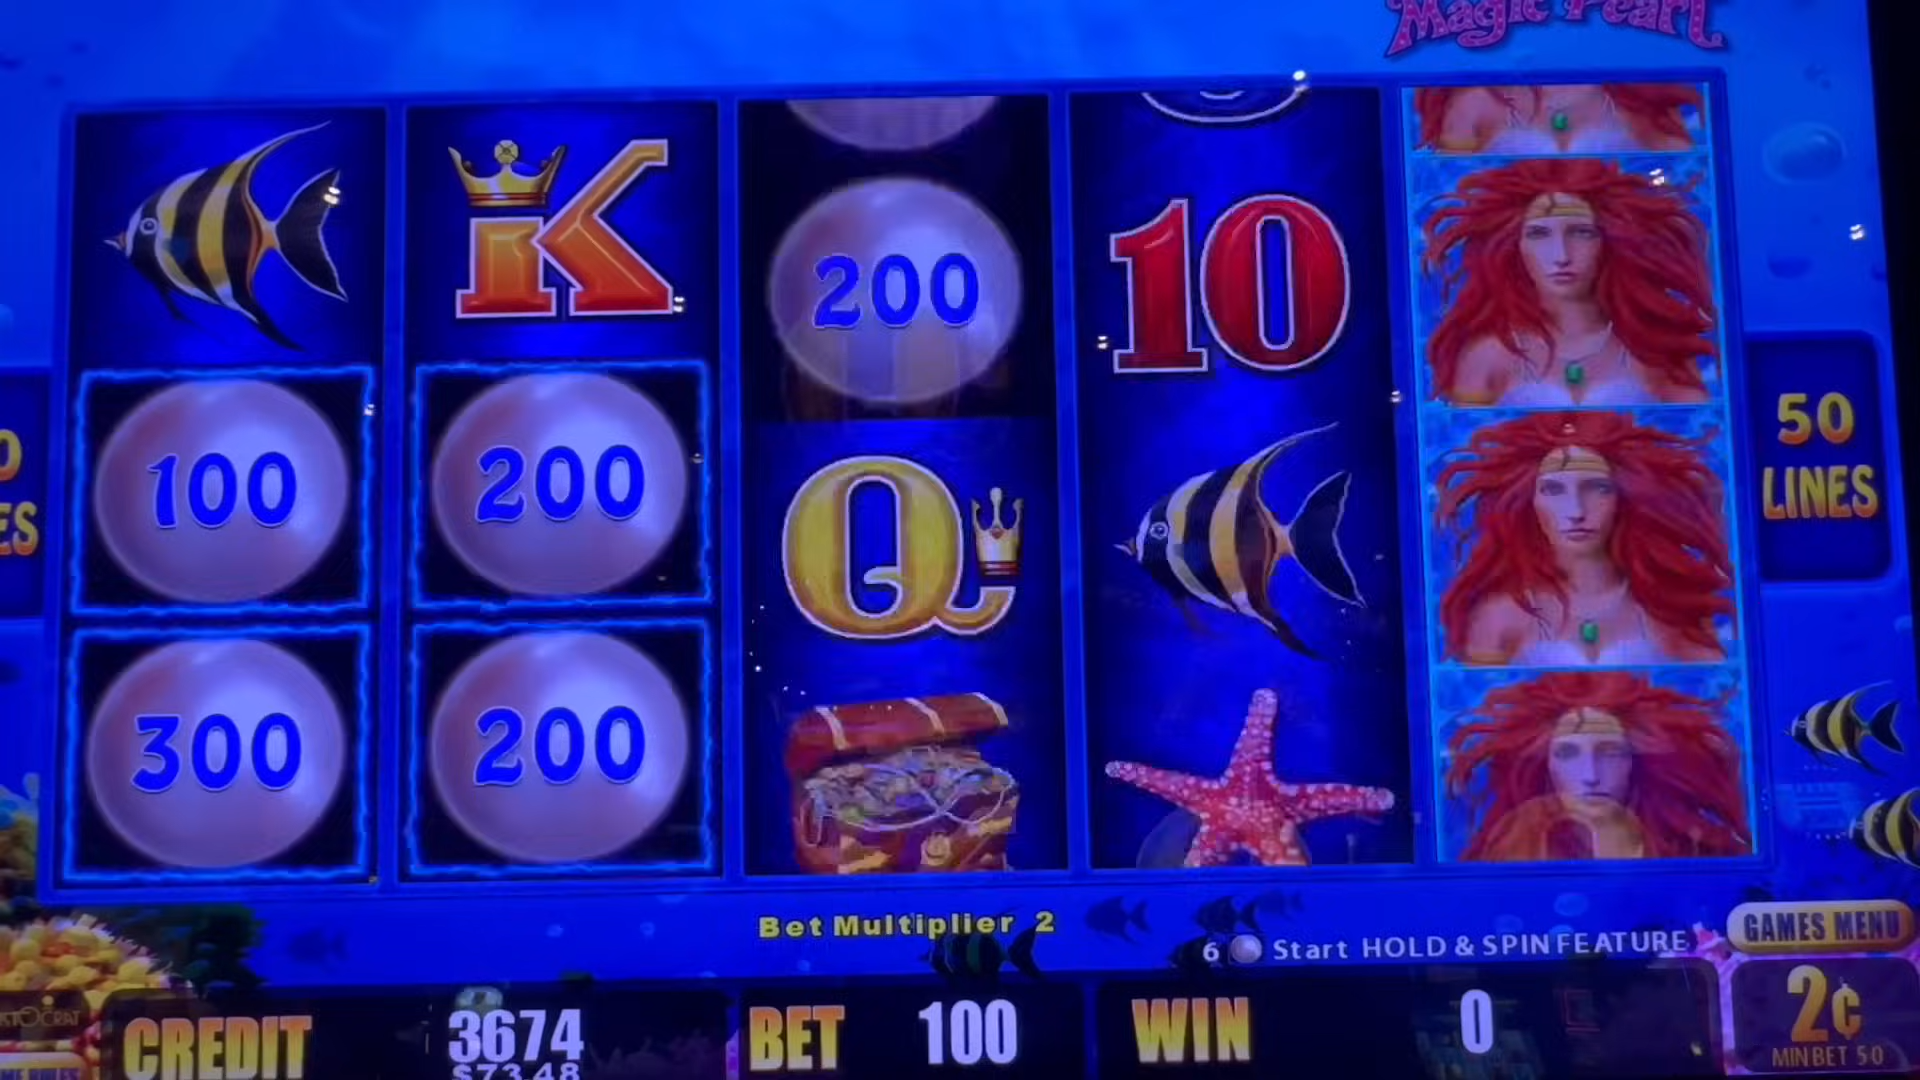 Magic Pearl
K
200
10
100
200
Q
50
LINES
300
200
Bet Multiplier 2
6 Start HOLD & SPIN FEATURE
GAMES MENU
CREDIT 3674
$73.48
BET 100
WIN 0
2¢
MIN BET 50